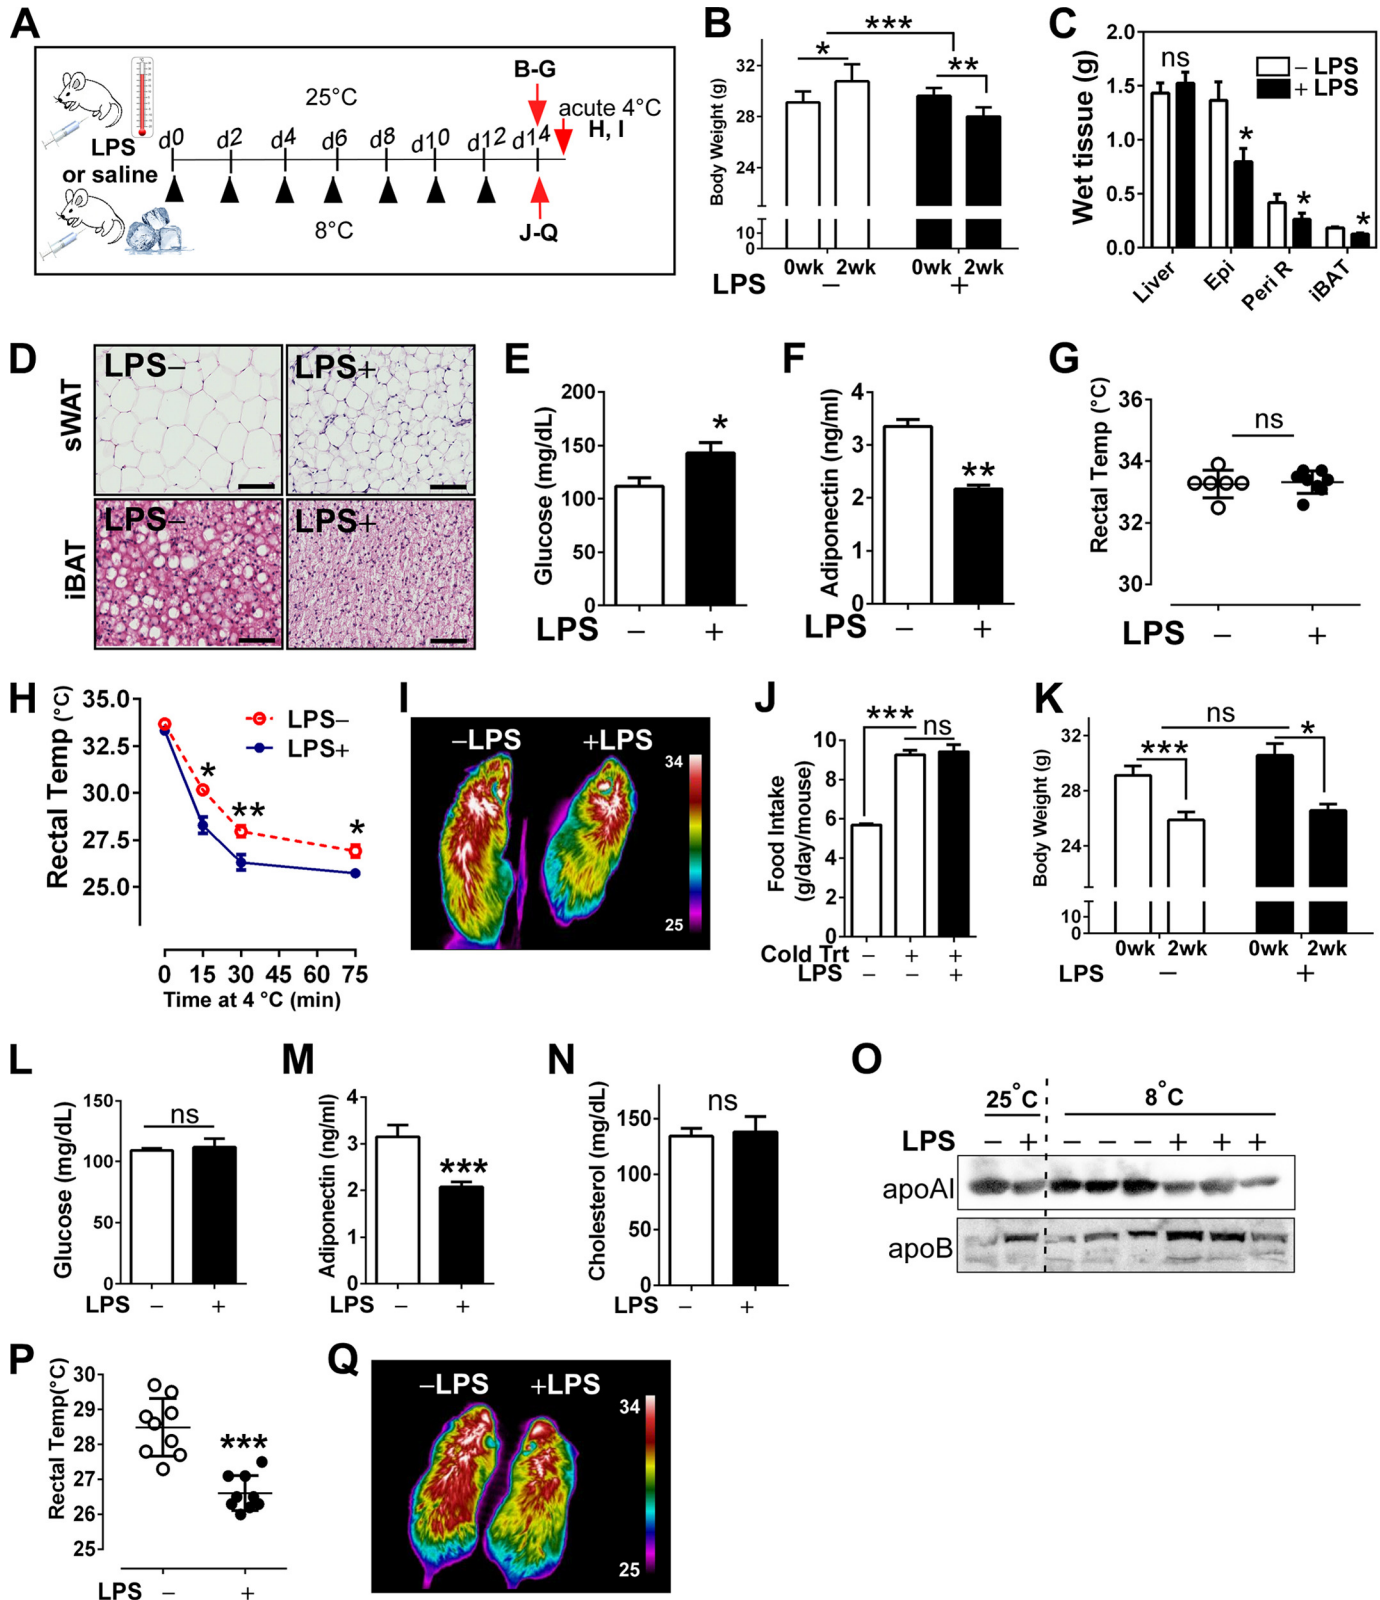 A
LPS
or saline
25°C
B-G
acute 4°C
H, I
d0 d2 d4 d6 d8 d10 d12 d14
8°C
J-Q
B
Body Weight (g)
32
28
24
10
0
*
***
**
0wk 2wk 0wk 2wk
LPS − +
C
Wet tissue (g)
2.0
1.5
1.0
0.5
0.0
ns
*
*
*
− LPS
+ LPS
Liver Epi Peri R iBAT
D
sWAT
LPS− LPS+
iBAT
LPS− LPS+
E
Glucose (mg/dL)
200
150
100
50
0
*
LPS − +
F
Adiponectin (ng/ml)
4
3
2
1
0
**
LPS − +
G
Rectal Temp (°C)
36
34
32
30
ns
LPS − +
H
Rectal Temp (°C)
35.0
32.5
30.0
27.5
25.0
LPS−
LPS+
*
**
*
0 15 30 45 60 75
Time at 4 °C (min)
I
−LPS +LPS
34
25
J
Food Intake
(g/day/mouse)
10
8
6
4
2
0
*** ns
Cold Trt − + +
LPS − − +
K
Body Weight (g)
32
28
24
10
0
ns
***
*
0wk 2wk 0wk 2wk
LPS − +
L
Glucose (mg/dL)
150
100
50
0
ns
LPS − +
M
Adiponectin (ng/ml)
4
3
2
1
0
***
LPS − +
N
Cholesterol (mg/dL)
150
100
50
0
ns
LPS − +
O
25°C 8°C
LPS − + − − − + + +
apoAI
apoB
P
Rectal Temp(°C)
30
29
28
27
26
25
***
LPS − +
Q
−LPS +LPS
34
25